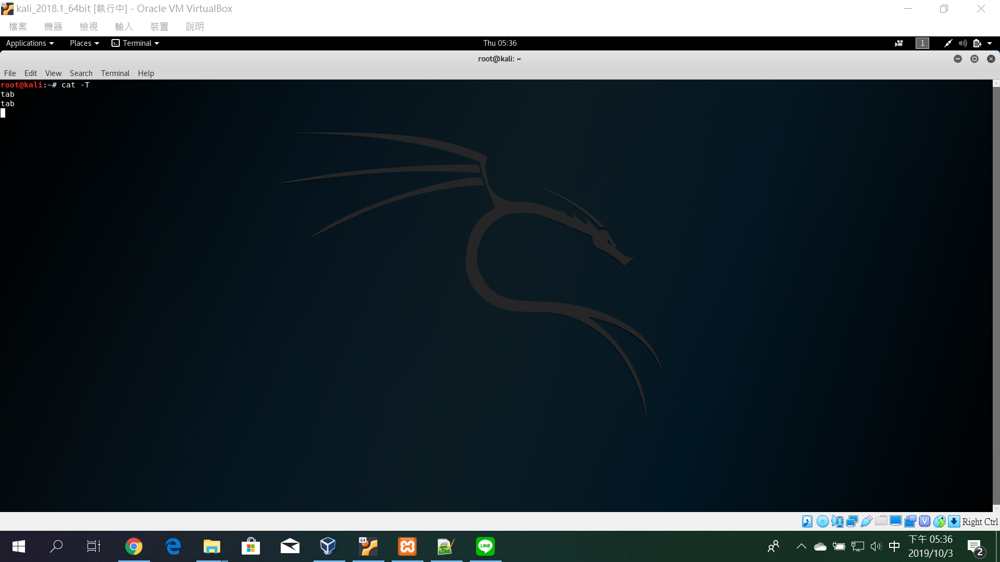 kali_2018.1_64bit [執行中] - Oracle VM VirtualBox
檔案 機器 檢視 輸入 裝置 說明
Applications Places Terminal Thu 05:36 1
root@kali: ~
File Edit View Search Terminal Help
root@kali:~# cat -T
tab
tab
Right Ctrl
64 LINE 中 下午 05:36
2019/10/3 2